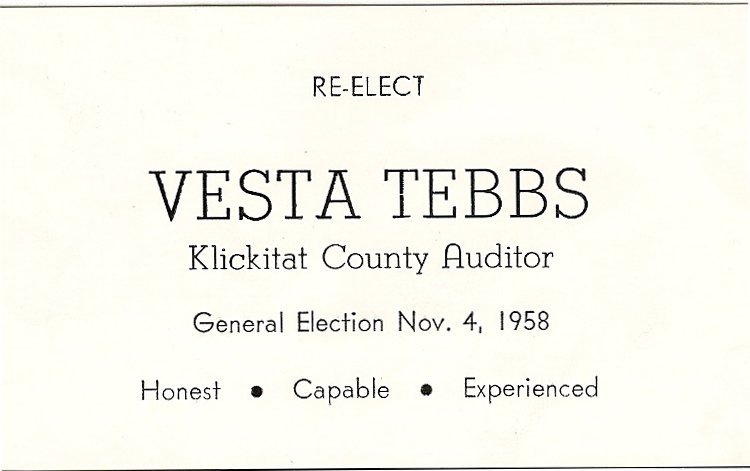 RE-ELECT
VESTA TEBBS
Klickitat County Auditor
General Election Nov. 4, 1958
Honest • Capable • Experienced